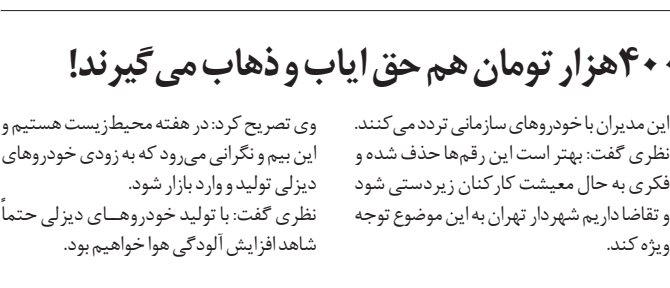 ۴۰۰هزار تومان هم حق ایاب و ذهاب می‌گیرند!
این مدیران با خودروهای سازمانی تردد می‌کنند.
نظری گفت: بهتر است این رقم‌ها حذف شده و
فکری به حال معیشت کارکنان زیردستی شود
و تقاضا داریم شهردار تهران به این موضوع توجه
ویژه کند.
وی تصریح کرد: در هفته محیط‌زیست هستیم و
این بیم و نگرانی می‌رود که به زودی خودروهای
دیزلی تولید و وارد بازار شود.
نظری گفت: با تولید خودروهــای دیزلی حتماً
شاهد افزایش آلودگی هوا خواهیم بود.